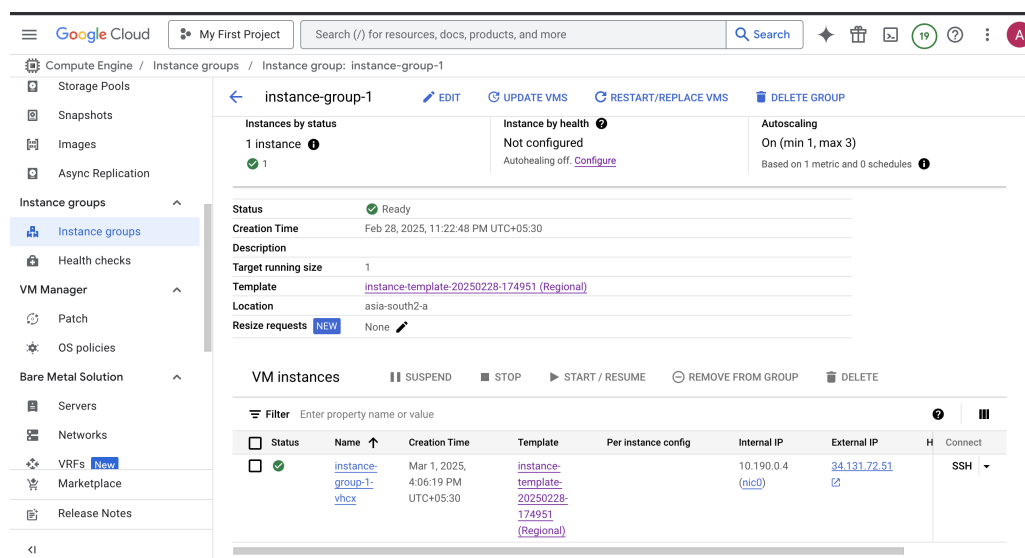 Google Cloud
My First Project
Search (/) for resources, docs, products, and more
Search
19
A
Compute Engine / Instance groups / Instance group: instance-group-1
Storage Pools
Snapshots
Images
Async Replication
Instance groups
Instance groups
Health checks
VM Manager
Patch
OS policies
Bare Metal Solution
Servers
Networks
VRFs New
Marketplace
Release Notes
instance-group-1
EDIT
UPDATE VMS
RESTART/REPLACE VMS
DELETE GROUP
Instances by status
1 instance
1
Instance by health
Not configured
Autohealing off. Configure
Autoscaling
On (min 1, max 3)
Based on 1 metric and 0 schedules
Status Ready
Creation Time Feb 28, 2025, 11:22:48 PM UTC+05:30
Description
Target running size 1
Template instance-template-20250228-174951 (Regional)
Location asia-south2-a
Resize requests NEW None
VM instances
SUSPEND
STOP
START / RESUME
REMOVE FROM GROUP
DELETE
Filter Enter property name or value
Status Name Creation Time Template Per instance config Internal IP External IP H Connect
instance-
group-1-
vhcx
Mar 1, 2025,
4:06:19 PM
UTC+05:30
instance-
template-
20250228-
174951
(Regional)
10.190.0.4
(nic0)
34.131.72.51
SSH